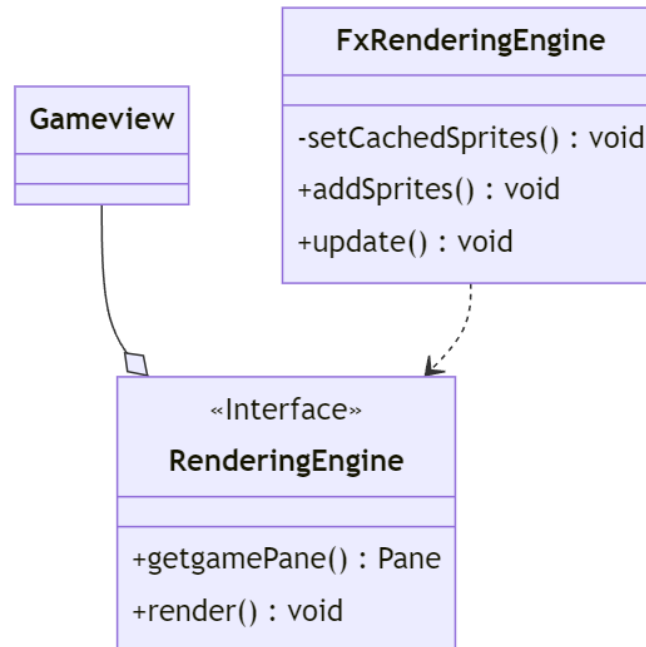 FxRenderingEngine
-setCachedSprites() : void
+addSprites() : void
+update() : void
Gameview
«Interface»
RenderingEngine
+getgamePane() : Pane
+render() : void